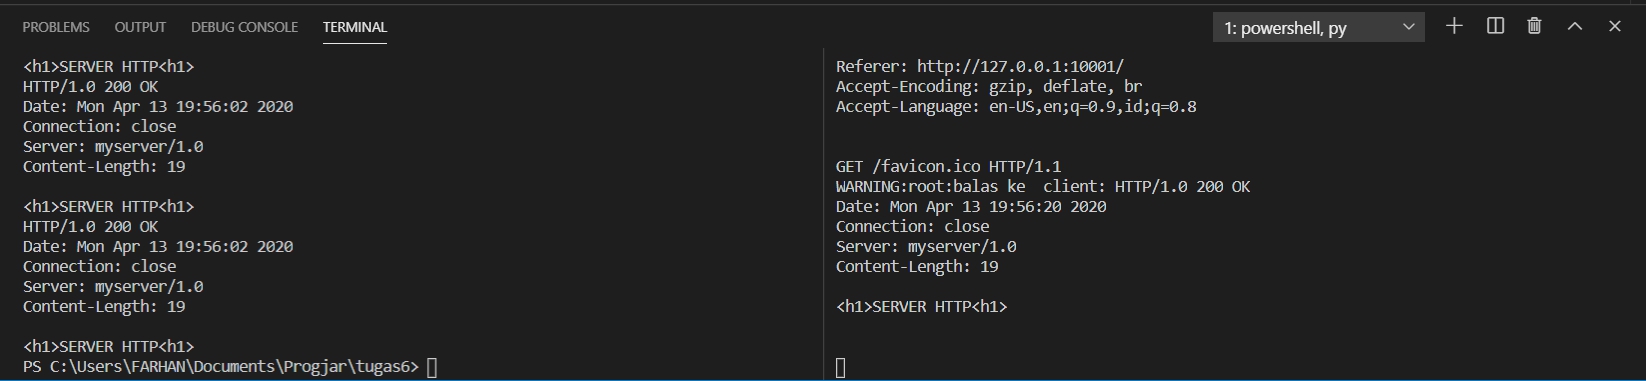 PROBLEMS OUTPUT DEBUG CONSOLE TERMINAL 1: powershell, py
<h1>SERVER HTTP<h1>
HTTP/1.0 200 OK
Date: Mon Apr 13 19:56:02 2020
Connection: close
Server: myserver/1.0
Content-Length: 19
<h1>SERVER HTTP<h1>
HTTP/1.0 200 OK
Date: Mon Apr 13 19:56:02 2020
Connection: close
Server: myserver/1.0
Content-Length: 19
<h1>SERVER HTTP<h1>
PS C:\Users\FARHAN\Documents\Progjar\tugas6>
Referer: http://127.0.0.1:10001/
Accept-Encoding: gzip, deflate, br
Accept-Language: en-US,en;q=0.9,id;q=0.8
GET /favicon.ico HTTP/1.1
WARNING:root:balas ke  client: HTTP/1.0 200 OK
Date: Mon Apr 13 19:56:20 2020
Connection: close
Server: myserver/1.0
Content-Length: 19
<h1>SERVER HTTP<h1>